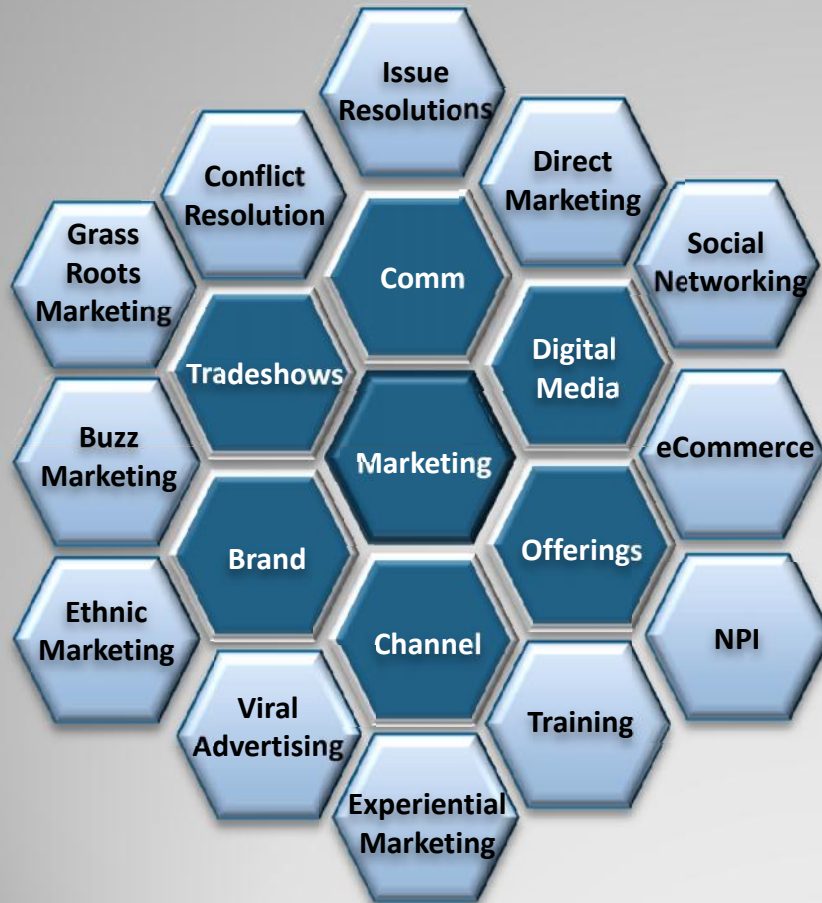 Issue
Resolutions
Conflict
Resolution
Direct
Marketing
Grass
Roots
Marketing
Comm
Social
Networking
Tradeshows
Digital
Media
Buzz
Marketing
Marketing
eCommerce
Brand
Offerings
Ethnic
Marketing
Channel
NPI
Viral
Advertising
Training
Experiential
Marketing